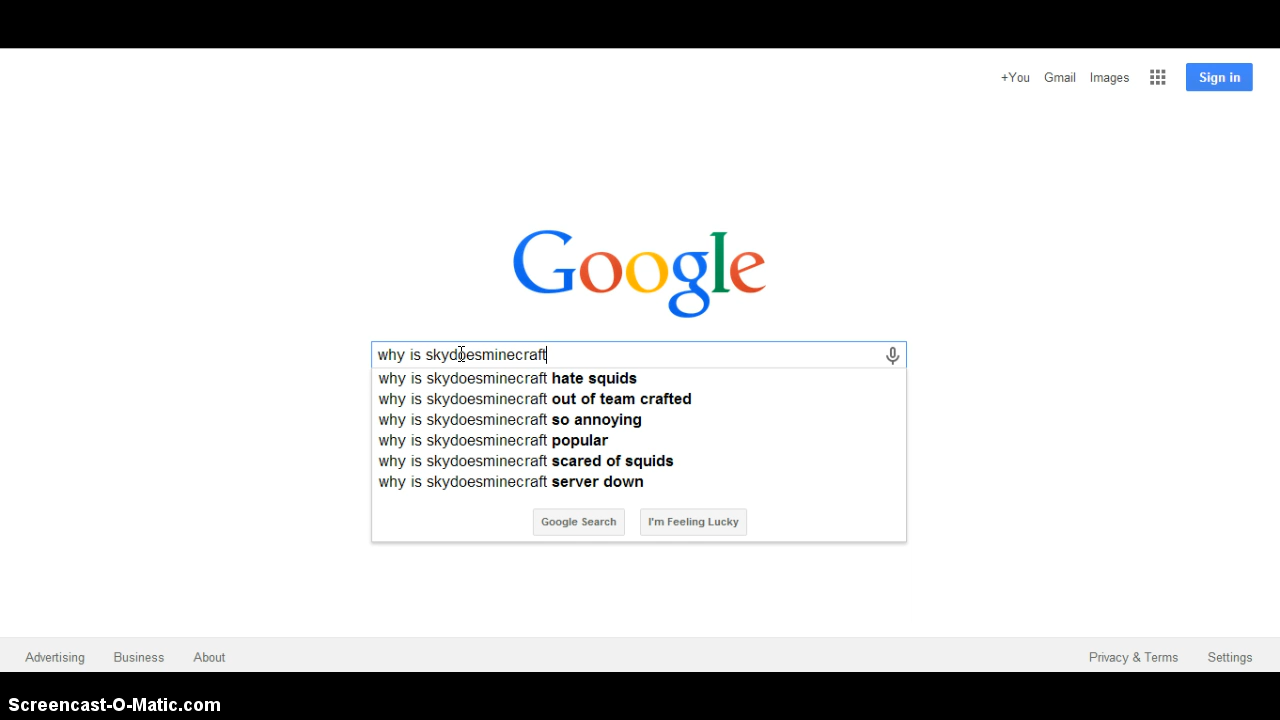 +You Gmail Images Sign in
Google
why is skydoesminecraft
why is skydoesminecraft hate squids
why is skydoesminecraft out of team crafted
why is skydoesminecraft so annoying
why is skydoesminecraft popular
why is skydoesminecraft scared of squids
why is skydoesminecraft server down
Google Search I'm Feeling Lucky
Advertising Business About Privacy & Terms Settings
Screencast-O-Matic.com